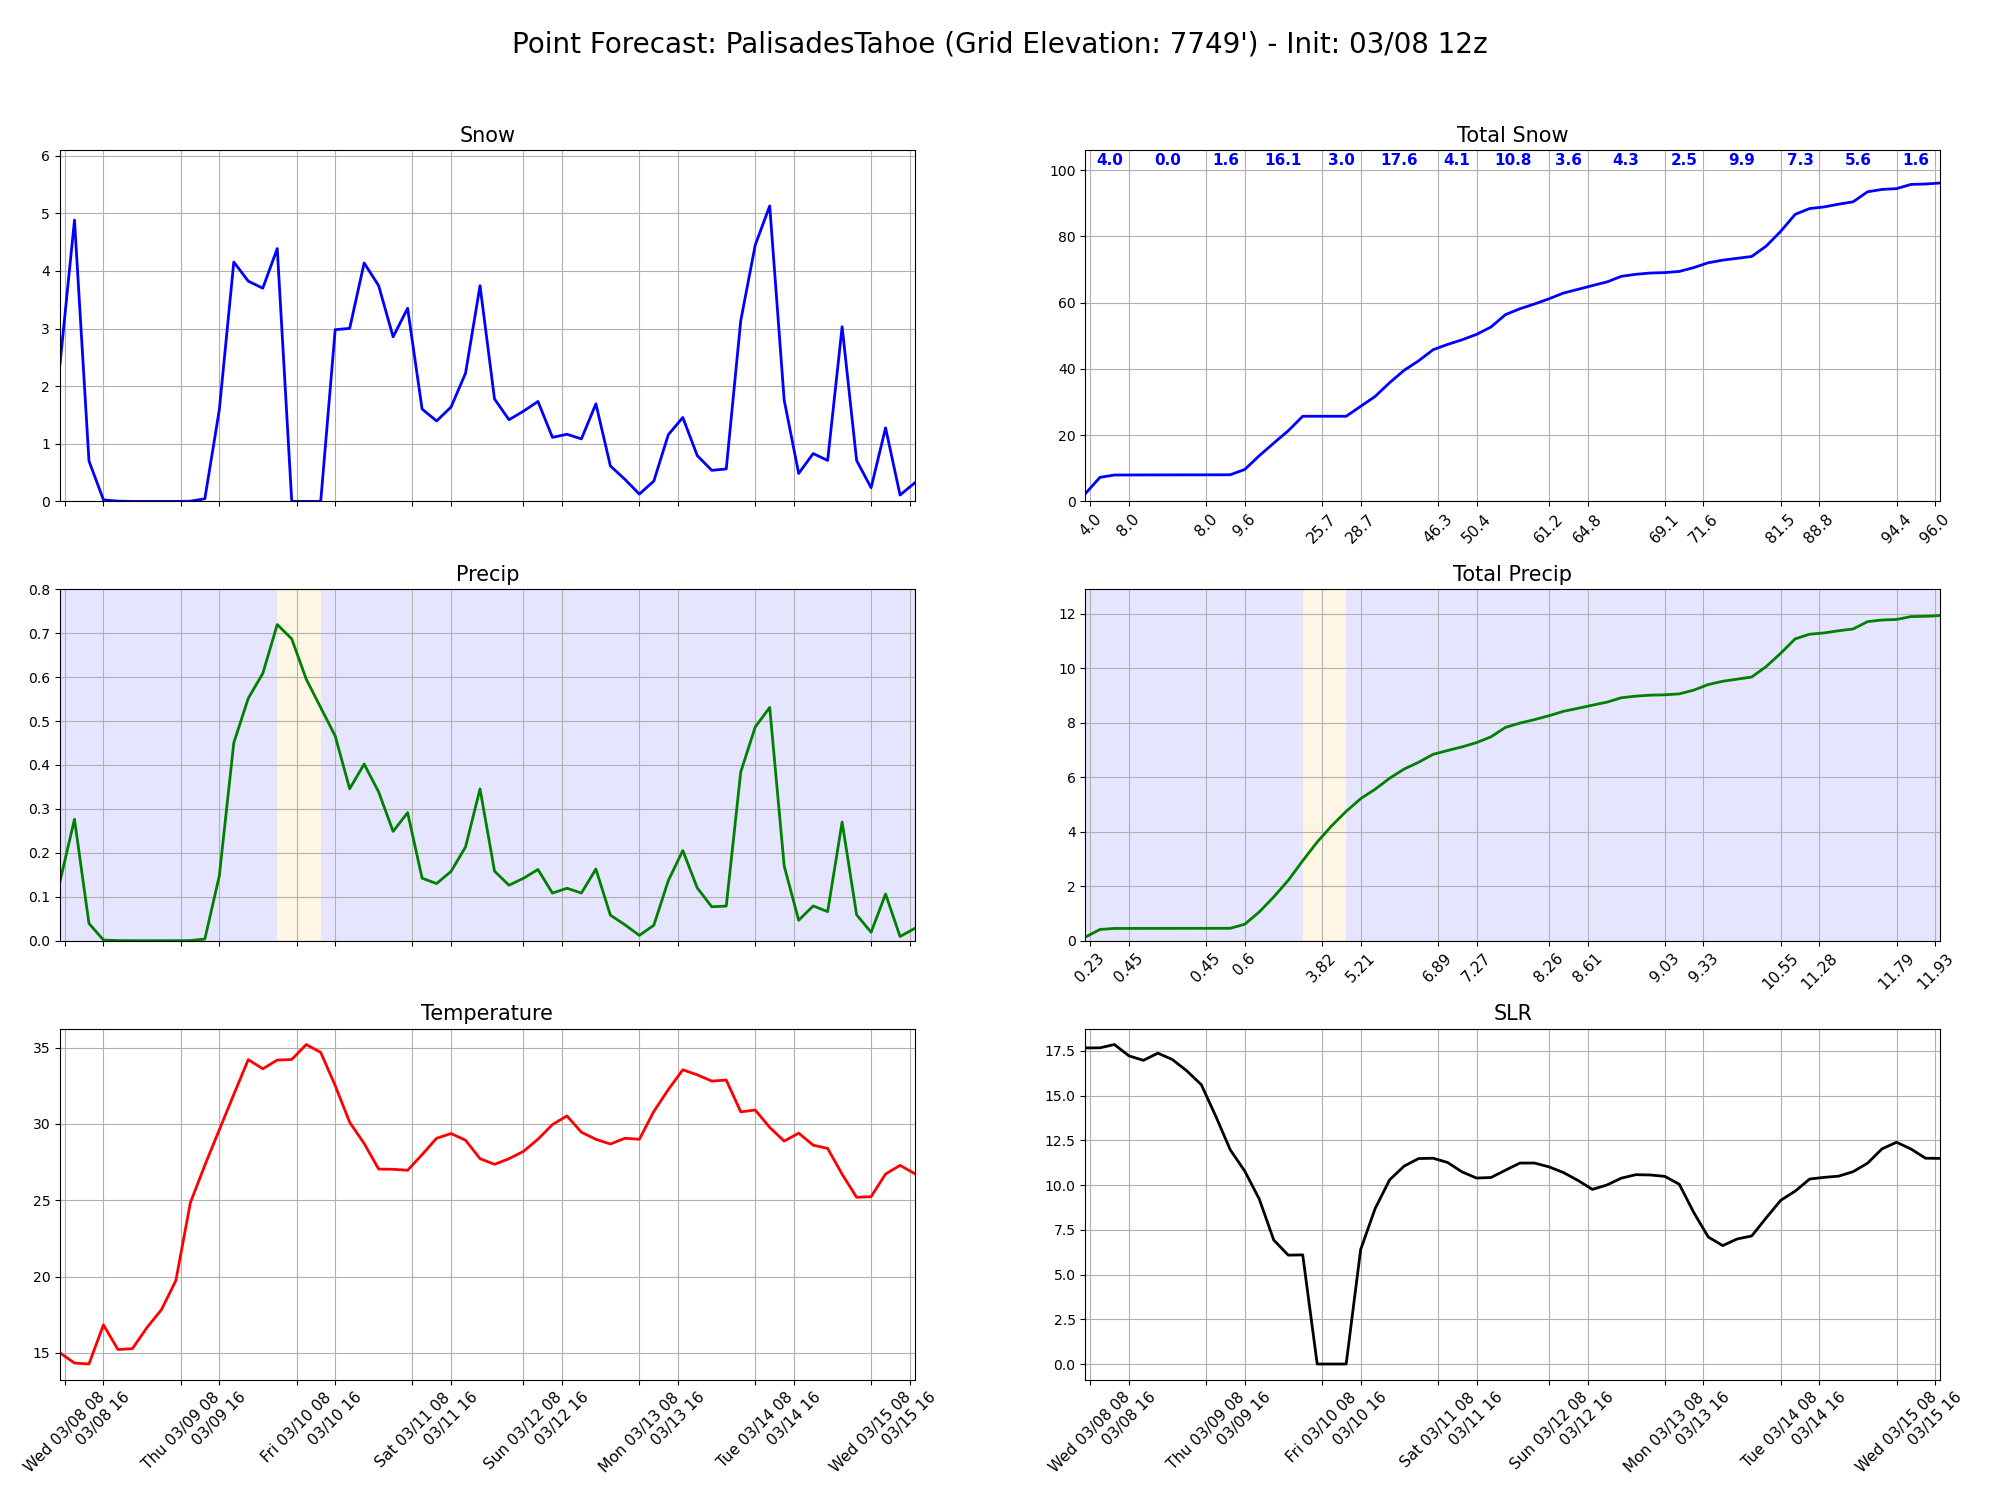 Point Forecast: PalisadesTahoe (Grid Elevation: 7749') - Init: 03/08 12z
Snow
6
5
4
3
2
1
0
Total Snow
4.0 0.0 1.6 16.1 3.0 17.6 4.1 10.8 3.6 4.3 2.5 9.9 7.3 5.6 1.6
100
80
60
40
20
0
4.0 8.0 8.0 9.6 25.7 28.7 46.3 50.4 61.2 64.8 69.1 71.6 81.5 88.8 94.4 96.0
Precip
0.8
0.7
0.6
0.5
0.4
0.3
0.2
0.1
0.0
Total Precip
12
10
8
6
4
2
0
0.23 0.45 0.45 0.6 3.82 5.21 6.89 7.27 8.26 8.61 9.03 9.33 10.55 11.28 11.79 11.93
Temperature
35
30
25
20
15
Wed 03/08 08
03/08 16
Thu 03/09 08
03/09 16
Fri 03/10 08
03/10 16
Sat 03/11 08
03/11 16
Sun 03/12 08
03/12 16
Mon 03/13 08
03/13 16
Tue 03/14 08
03/14 16
Wed 03/15 08
03/15 16
SLR
17.5
15.0
12.5
10.0
7.5
5.0
2.5
0.0
Wed 03/08 08
03/08 16
Thu 03/09 08
03/09 16
Fri 03/10 08
03/10 16
Sat 03/11 08
03/11 16
Sun 03/12 08
03/12 16
Mon 03/13 08
03/13 16
Tue 03/14 08
03/14 16
Wed 03/15 08
03/15 16